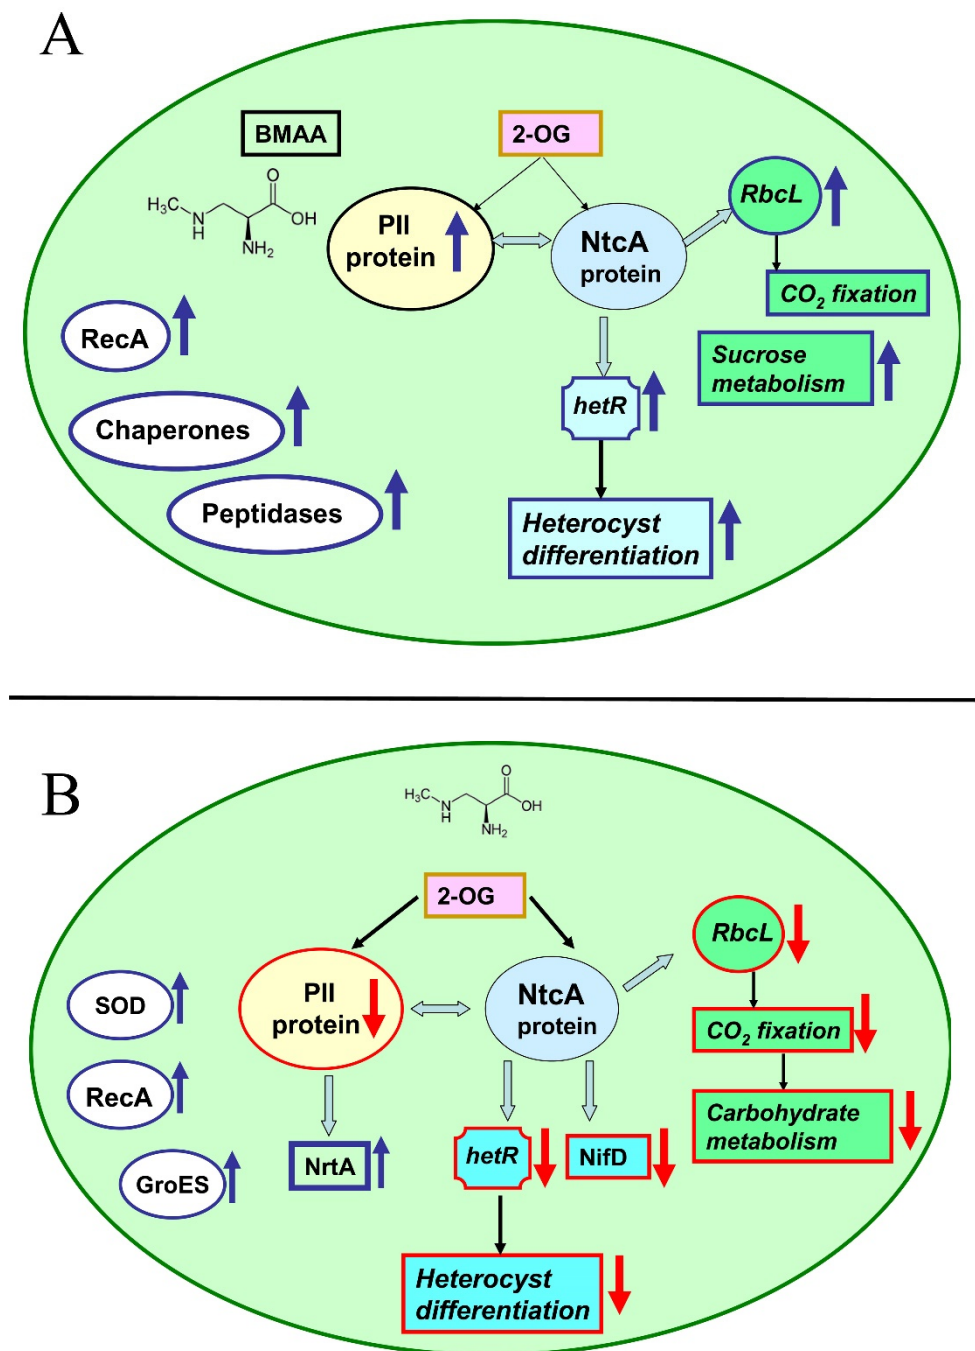 A
BMAA
2-OG
H₃C
N
H
O
OH
NH₂
PII
protein
NtcA
protein
RbcL
CO₂ fixation
RecA
Sucrose
metabolism
hetR
Chaperones
Peptidases
Heterocyst
differentiation
B
H₃C
N
H
O
OH
NH₂
2-OG
RbcL
PII
protein
NtcA
protein
SOD
CO₂ fixation
RecA
Carbohydrate
metabolism
NrtA
hetR
NifD
GroES
Heterocyst
differentiation